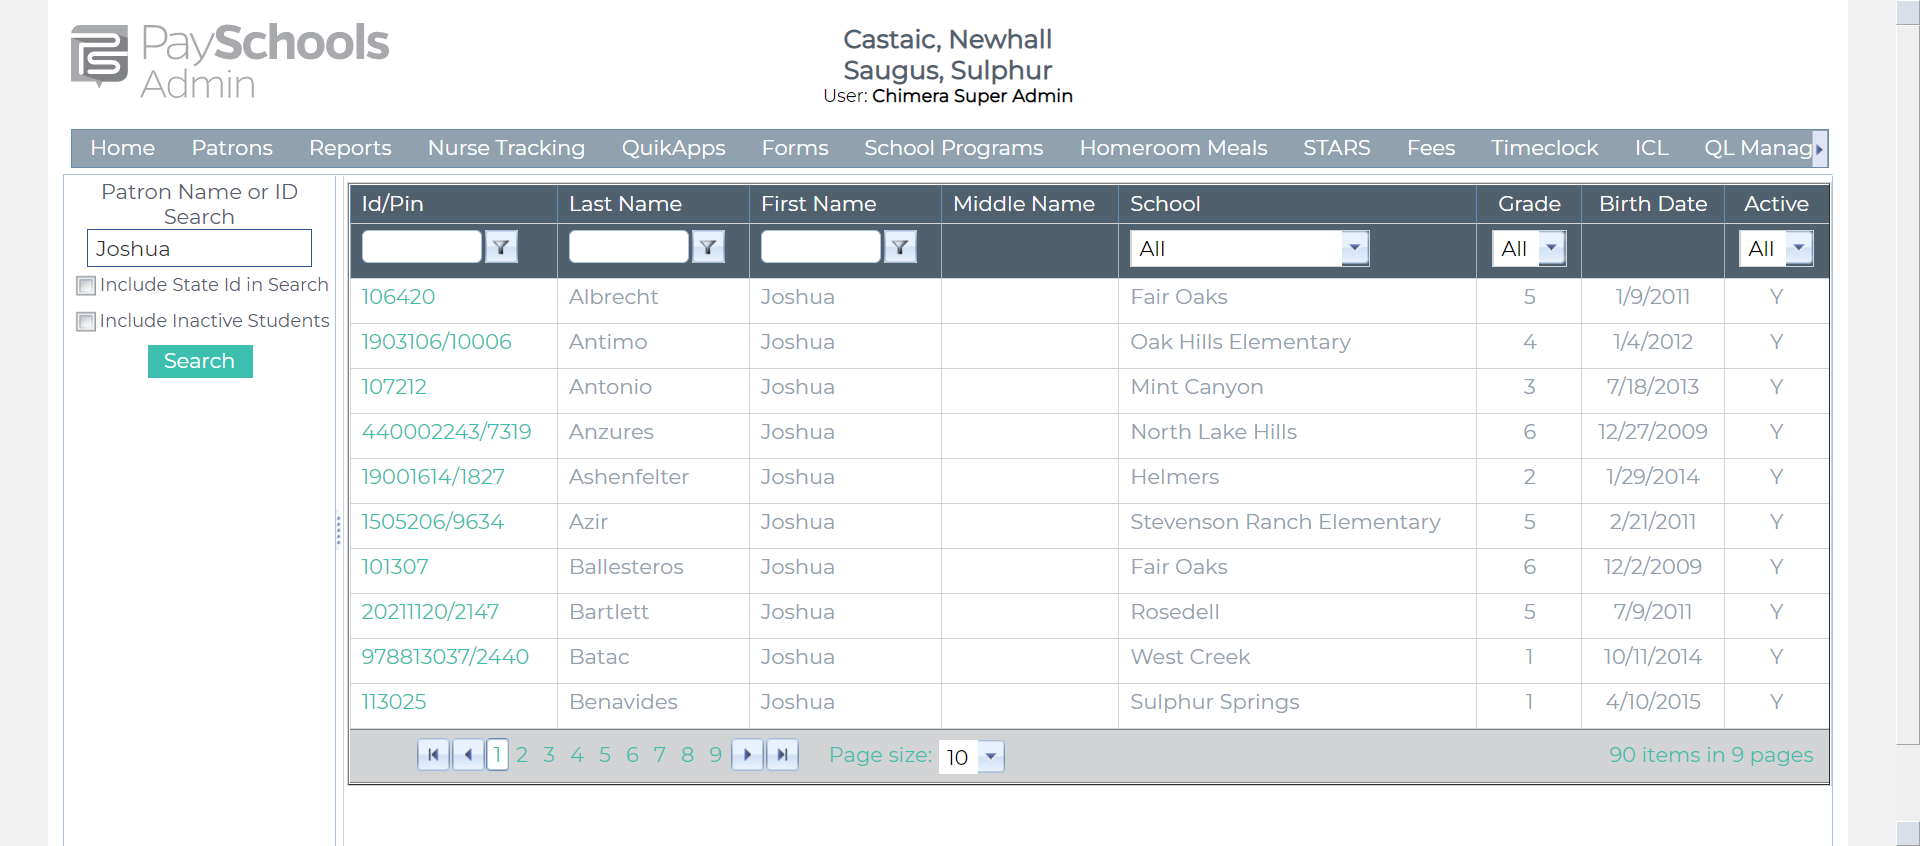 PaySchools
Admin
Castaic, Newhall
Saugus, Sulphur
User: Chimera Super Admin
Home Patrons Reports Nurse Tracking QuikApps Forms School Programs Homeroom Meals STARS Fees Timeclock ICL QL Manag
Patron Name or ID
Search
Joshua
Include State Id in Search
Include Inactive Students
Search
Id/Pin Last Name First Name Middle Name School Grade Birth Date Active
All All All
106420 Albrecht Joshua Fair Oaks 5 1/9/2011 Y
1903106/10006 Antimo Joshua Oak Hills Elementary 4 1/4/2012 Y
107212 Antonio Joshua Mint Canyon 3 7/18/2013 Y
440002243/7319 Anzures Joshua North Lake Hills 6 12/27/2009 Y
19001614/1827 Ashenfelter Joshua Helmers 2 1/29/2014 Y
1505206/9634 Azir Joshua Stevenson Ranch Elementary 5 2/21/2011 Y
101307 Ballesteros Joshua Fair Oaks 6 12/2/2009 Y
20211120/2147 Bartlett Joshua Rosedell 5 7/9/2011 Y
978813037/2440 Batac Joshua West Creek 1 10/11/2014 Y
113025 Benavides Joshua Sulphur Springs 1 4/10/2015 Y
1 2 3 4 5 6 7 8 9 Page size: 10 90 items in 9 pages